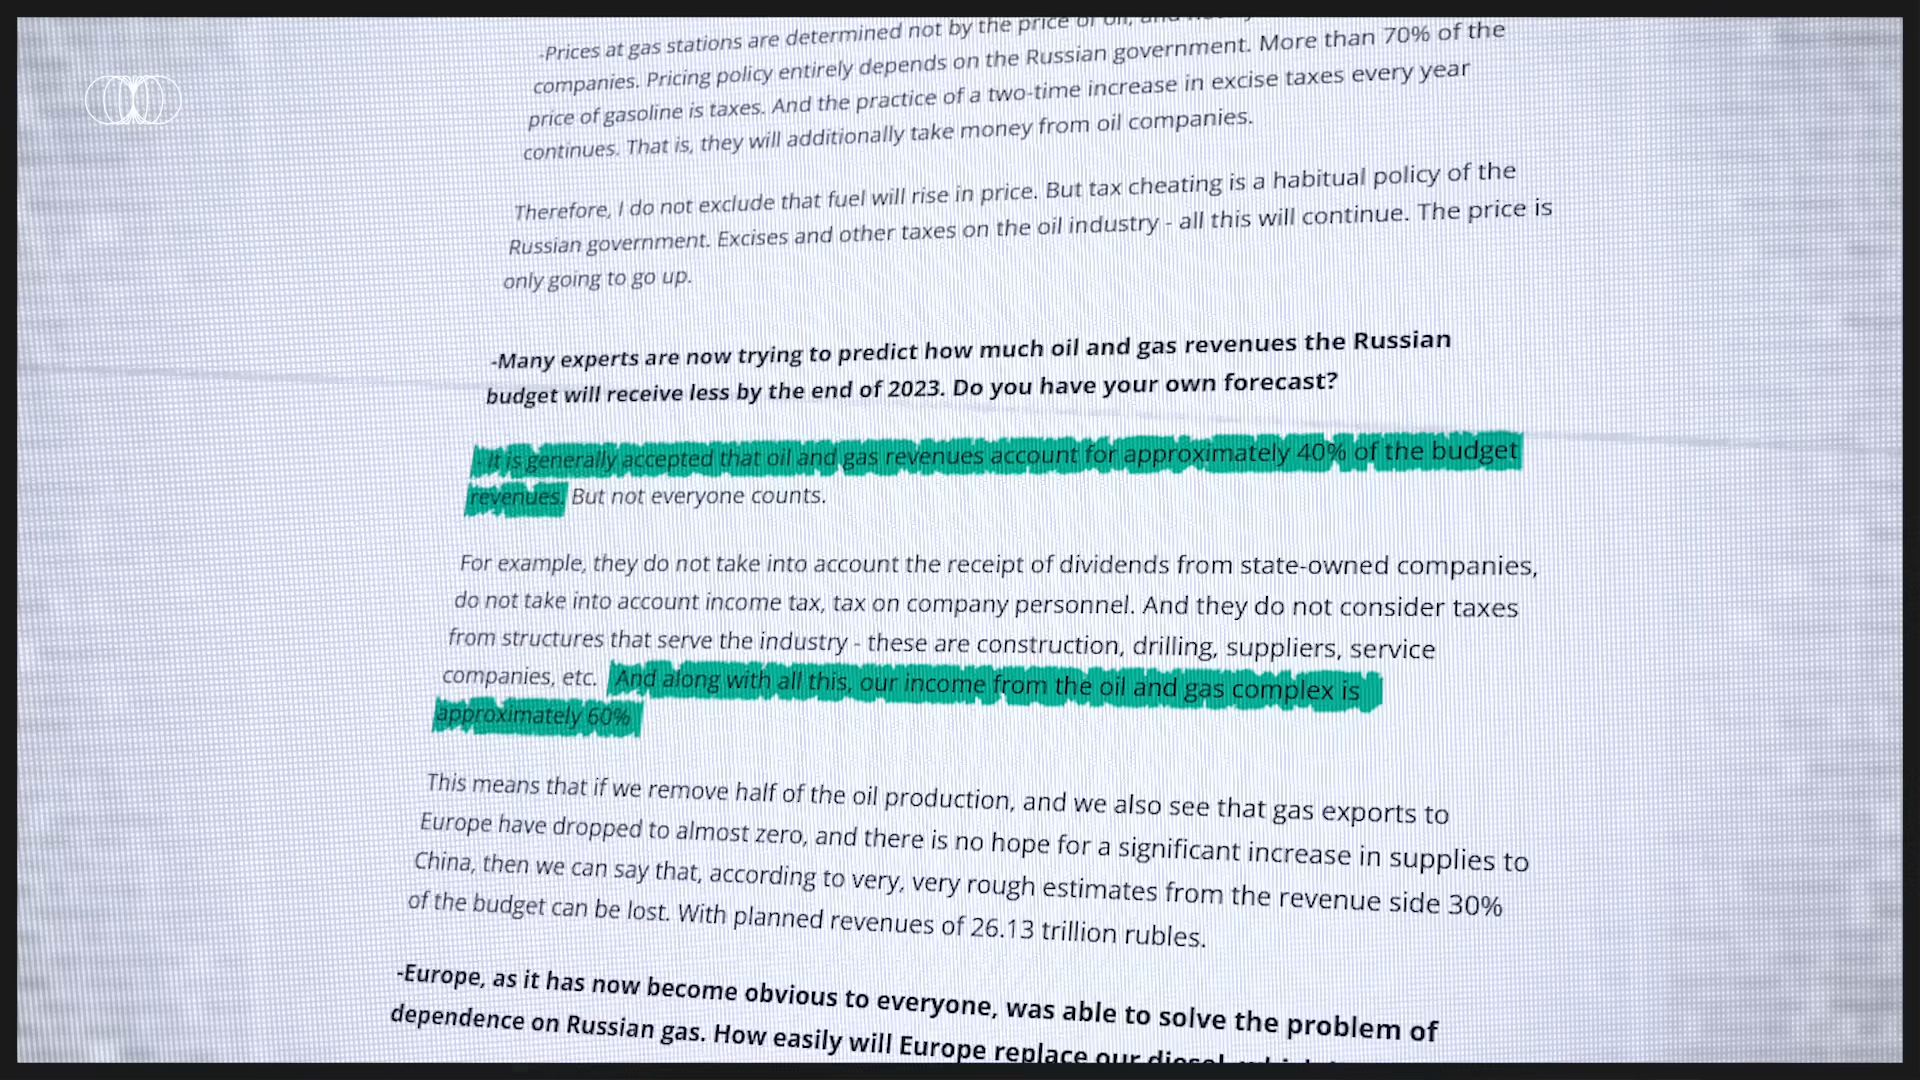 -Prices at gas stations are determined not by the price of oil, and
companies. Pricing policy entirely depends on the Russian government. More than 70% of the
price of gasoline is taxes. And the practice of a two-time increase in excise taxes every year
continues. That is, they will additionally take money from oil companies.
Therefore, I do not exclude that fuel will rise in price. But tax cheating is a habitual policy of the
Russian government. Excises and other taxes on the oil industry - all this will continue. The price is
only going to go up.
-Many experts are now trying to predict how much oil and gas revenues the Russian
budget will receive less by the end of 2023. Do you have your own forecast?
- It is generally accepted that oil and gas revenues account for approximately 40% of the budget
revenues. But not everyone counts.
For example, they do not take into account the receipt of dividends from state-owned companies,
do not take into account income tax, tax on company personnel. And they do not consider taxes
from structures that serve the industry - these are construction, drilling, suppliers, service
companies, etc. And along with all this, our income from the oil and gas complex is
approximately 60%
This means that if we remove half of the oil production, and we also see that gas exports to
Europe have dropped to almost zero, and there is no hope for a significant increase in supplies to
China, then we can say that, according to very, very rough estimates from the revenue side 30%
of the budget can be lost. With planned revenues of 26.13 trillion rubles.
-Europe, as it has now become obvious to everyone, was able to solve the problem of
dependence on Russian gas. How easily will Europe replace our diesel,